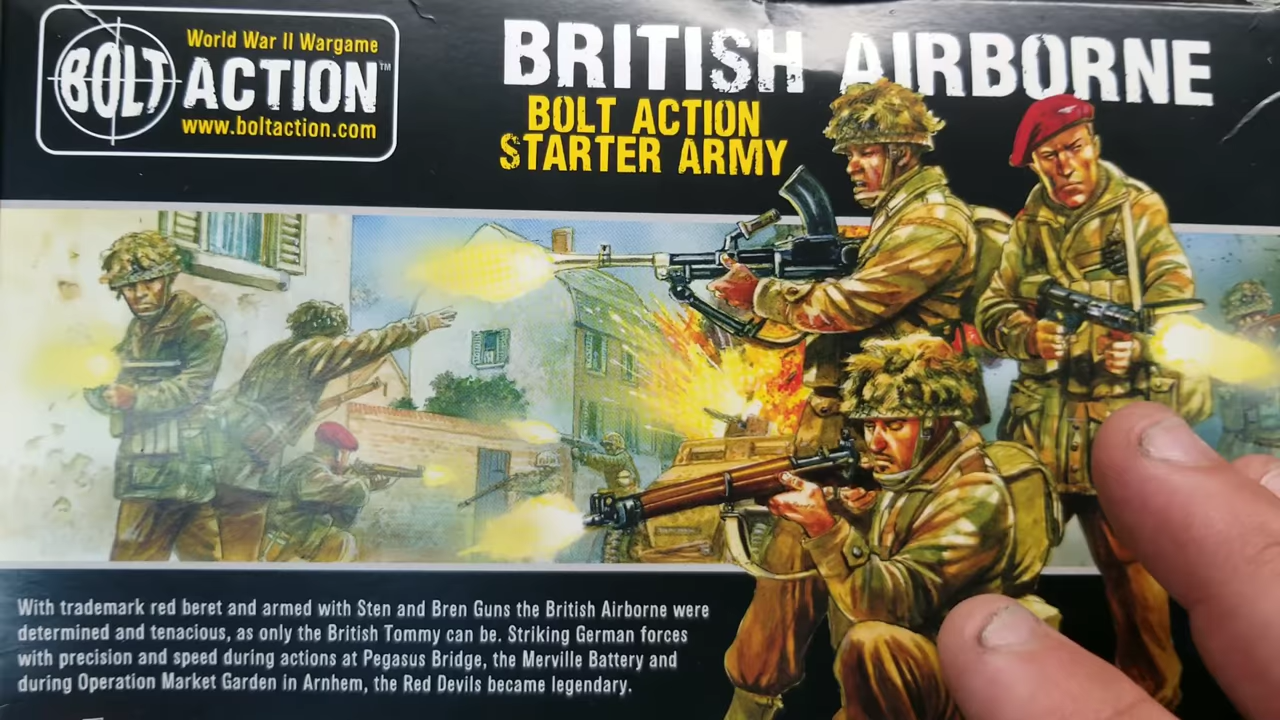 World War II Wargame
BOLT ACTION™
www.boltaction.com
BRITISH AIRBORNE
BOLT ACTION
STARTER ARMY
With trademark red beret and armed with Sten and Bren Guns the British Airborne were
determined and tenacious, as only the British Tommy can be. Striking German forces
with precision and speed during actions at Pegasus Bridge, the Merville Battery and
during Operation Market Garden in Arnhem, the Red Devils became legendary.